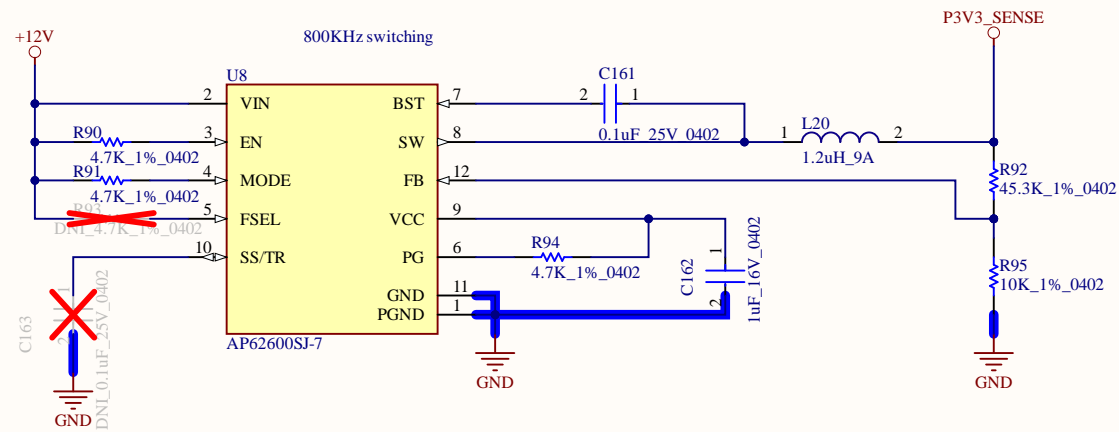 P3V3_SENSE
+12V
800KHz switching
U8
C161
2 VIN BST 7 2 1
0.1uF_25V_0402
R90 3 EN SW 8 1 L20 2
4.7K_1%_0402 1.2uH_9A
R91 4 MODE FB 12 R92
4.7K_1%_0402 45.3K_1%_0402
R93 5 FSEL VCC 9
DNI_4.7K_1%_0402
10 SS/TR PG 6 R94 1 R95
4.7K_1%_0402 10K_1%_0402
C162
1uF_16V_0402
2
1
C163
2
DNI_0.1uF_25V_0402
GND 11
PGND 1
AP62600SJ-7
GND
GND
GND